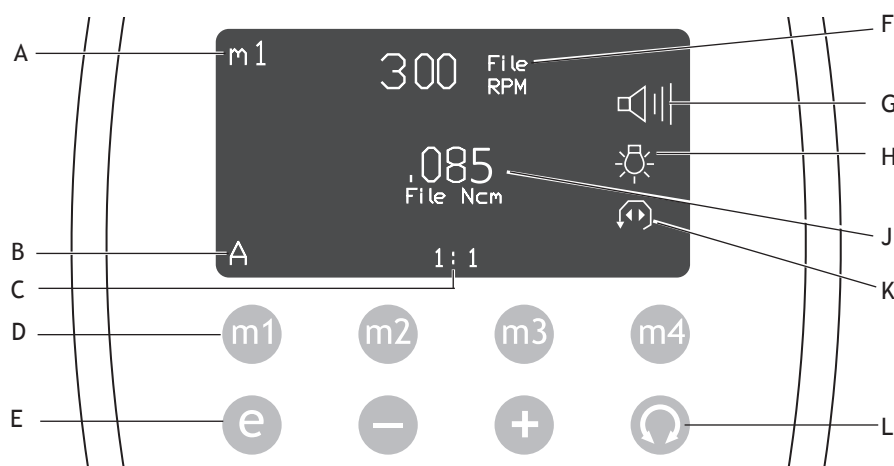 A m1 300 File RPM F
G
H
.085
File Ncm J
K
B A 1:1
C
D m1 m2 m3 m4
E e − + L